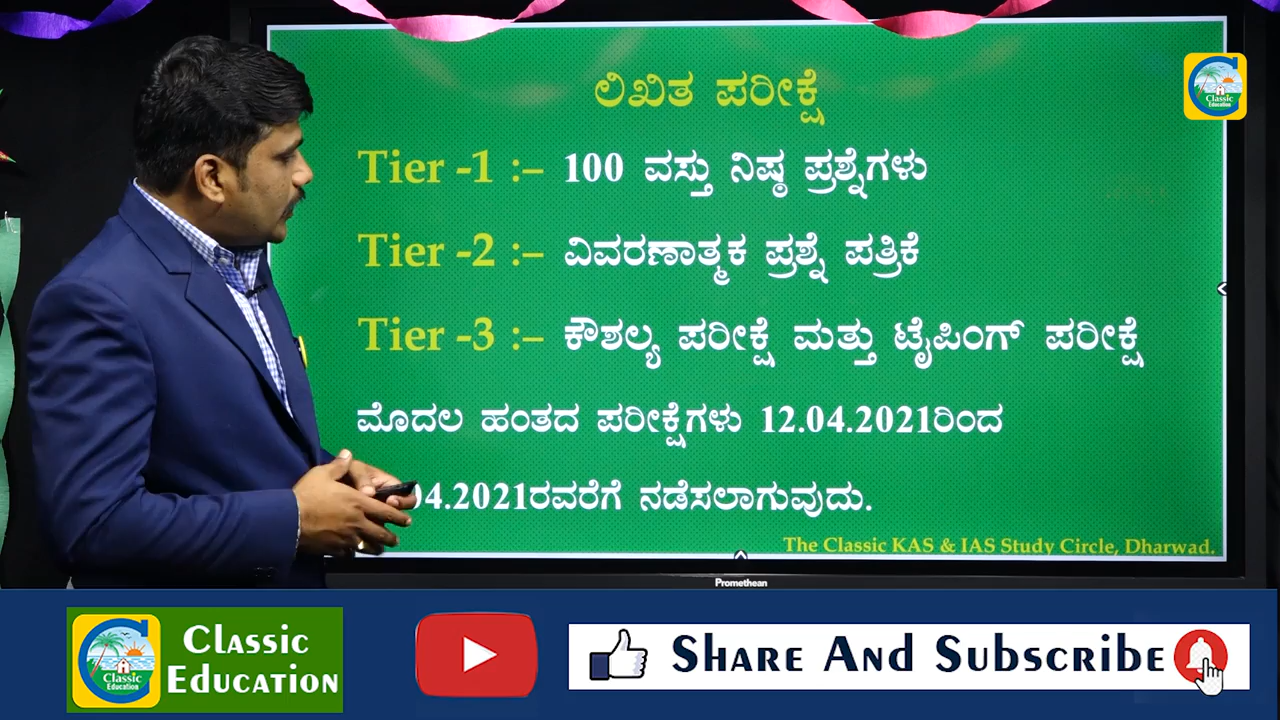 ಲಿಖಿತ ಪರೀಕ್ಷೆ
Classic
Education
Tier -1 :– 100 ವಸ್ತು ನಿಷ್ಠ ಪ್ರಶ್ನೆಗಳು
Tier -2 :– ವಿವರಣಾತ್ಮಕ ಪ್ರಶ್ನೆ ಪತ್ರಿಕೆ
Tier -3 :– ಕೌಶಲ್ಯ ಪರೀಕ್ಷೆ ಮತ್ತು ಟೈಪಿಂಗ್ ಪರೀಕ್ಷೆ
ಮೊದಲ ಹಂತದ ಪರೀಕ್ಷೆಗಳು 12.04.2021ರಿಂದ
04.2021ರವರೆಗೆ ನಡೆಸಲಾಗುವುದು.
The Classic KAS & IAS Study Circle, Dharwad.
Promethean
Classic
Education
CLASSIC
EDUCATION
SHARE AND SUBSCRIBE